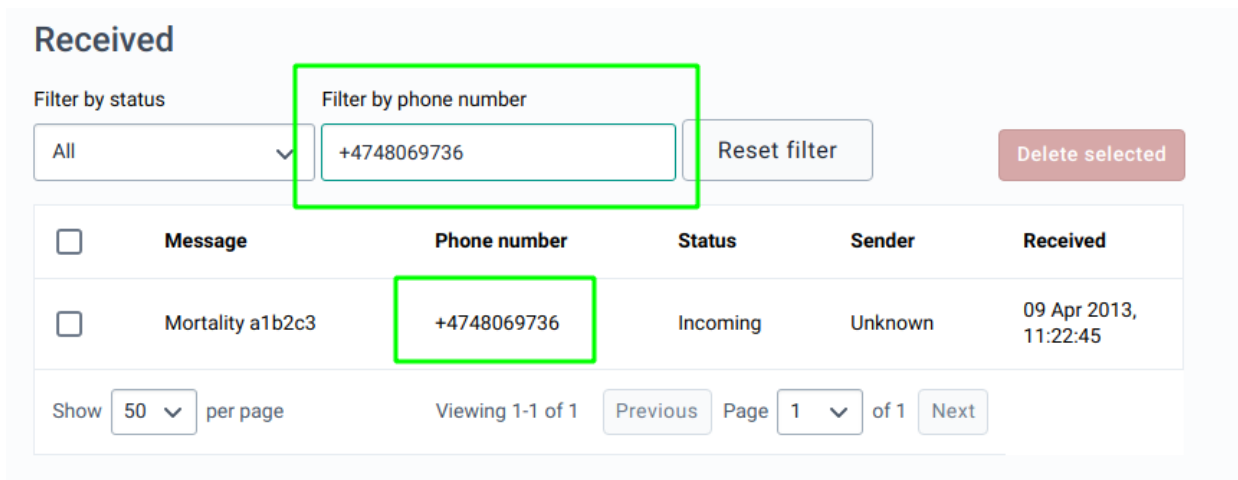 Received
Filter by status Filter by phone number
All +4748069736 Reset filter Delete selected
Message Phone number Status Sender Received
Mortality a1b2c3 +4748069736 Incoming Unknown 09 Apr 2013,
11:22:45
Show 50 per page Viewing 1-1 of 1 Previous Page 1 of 1 Next